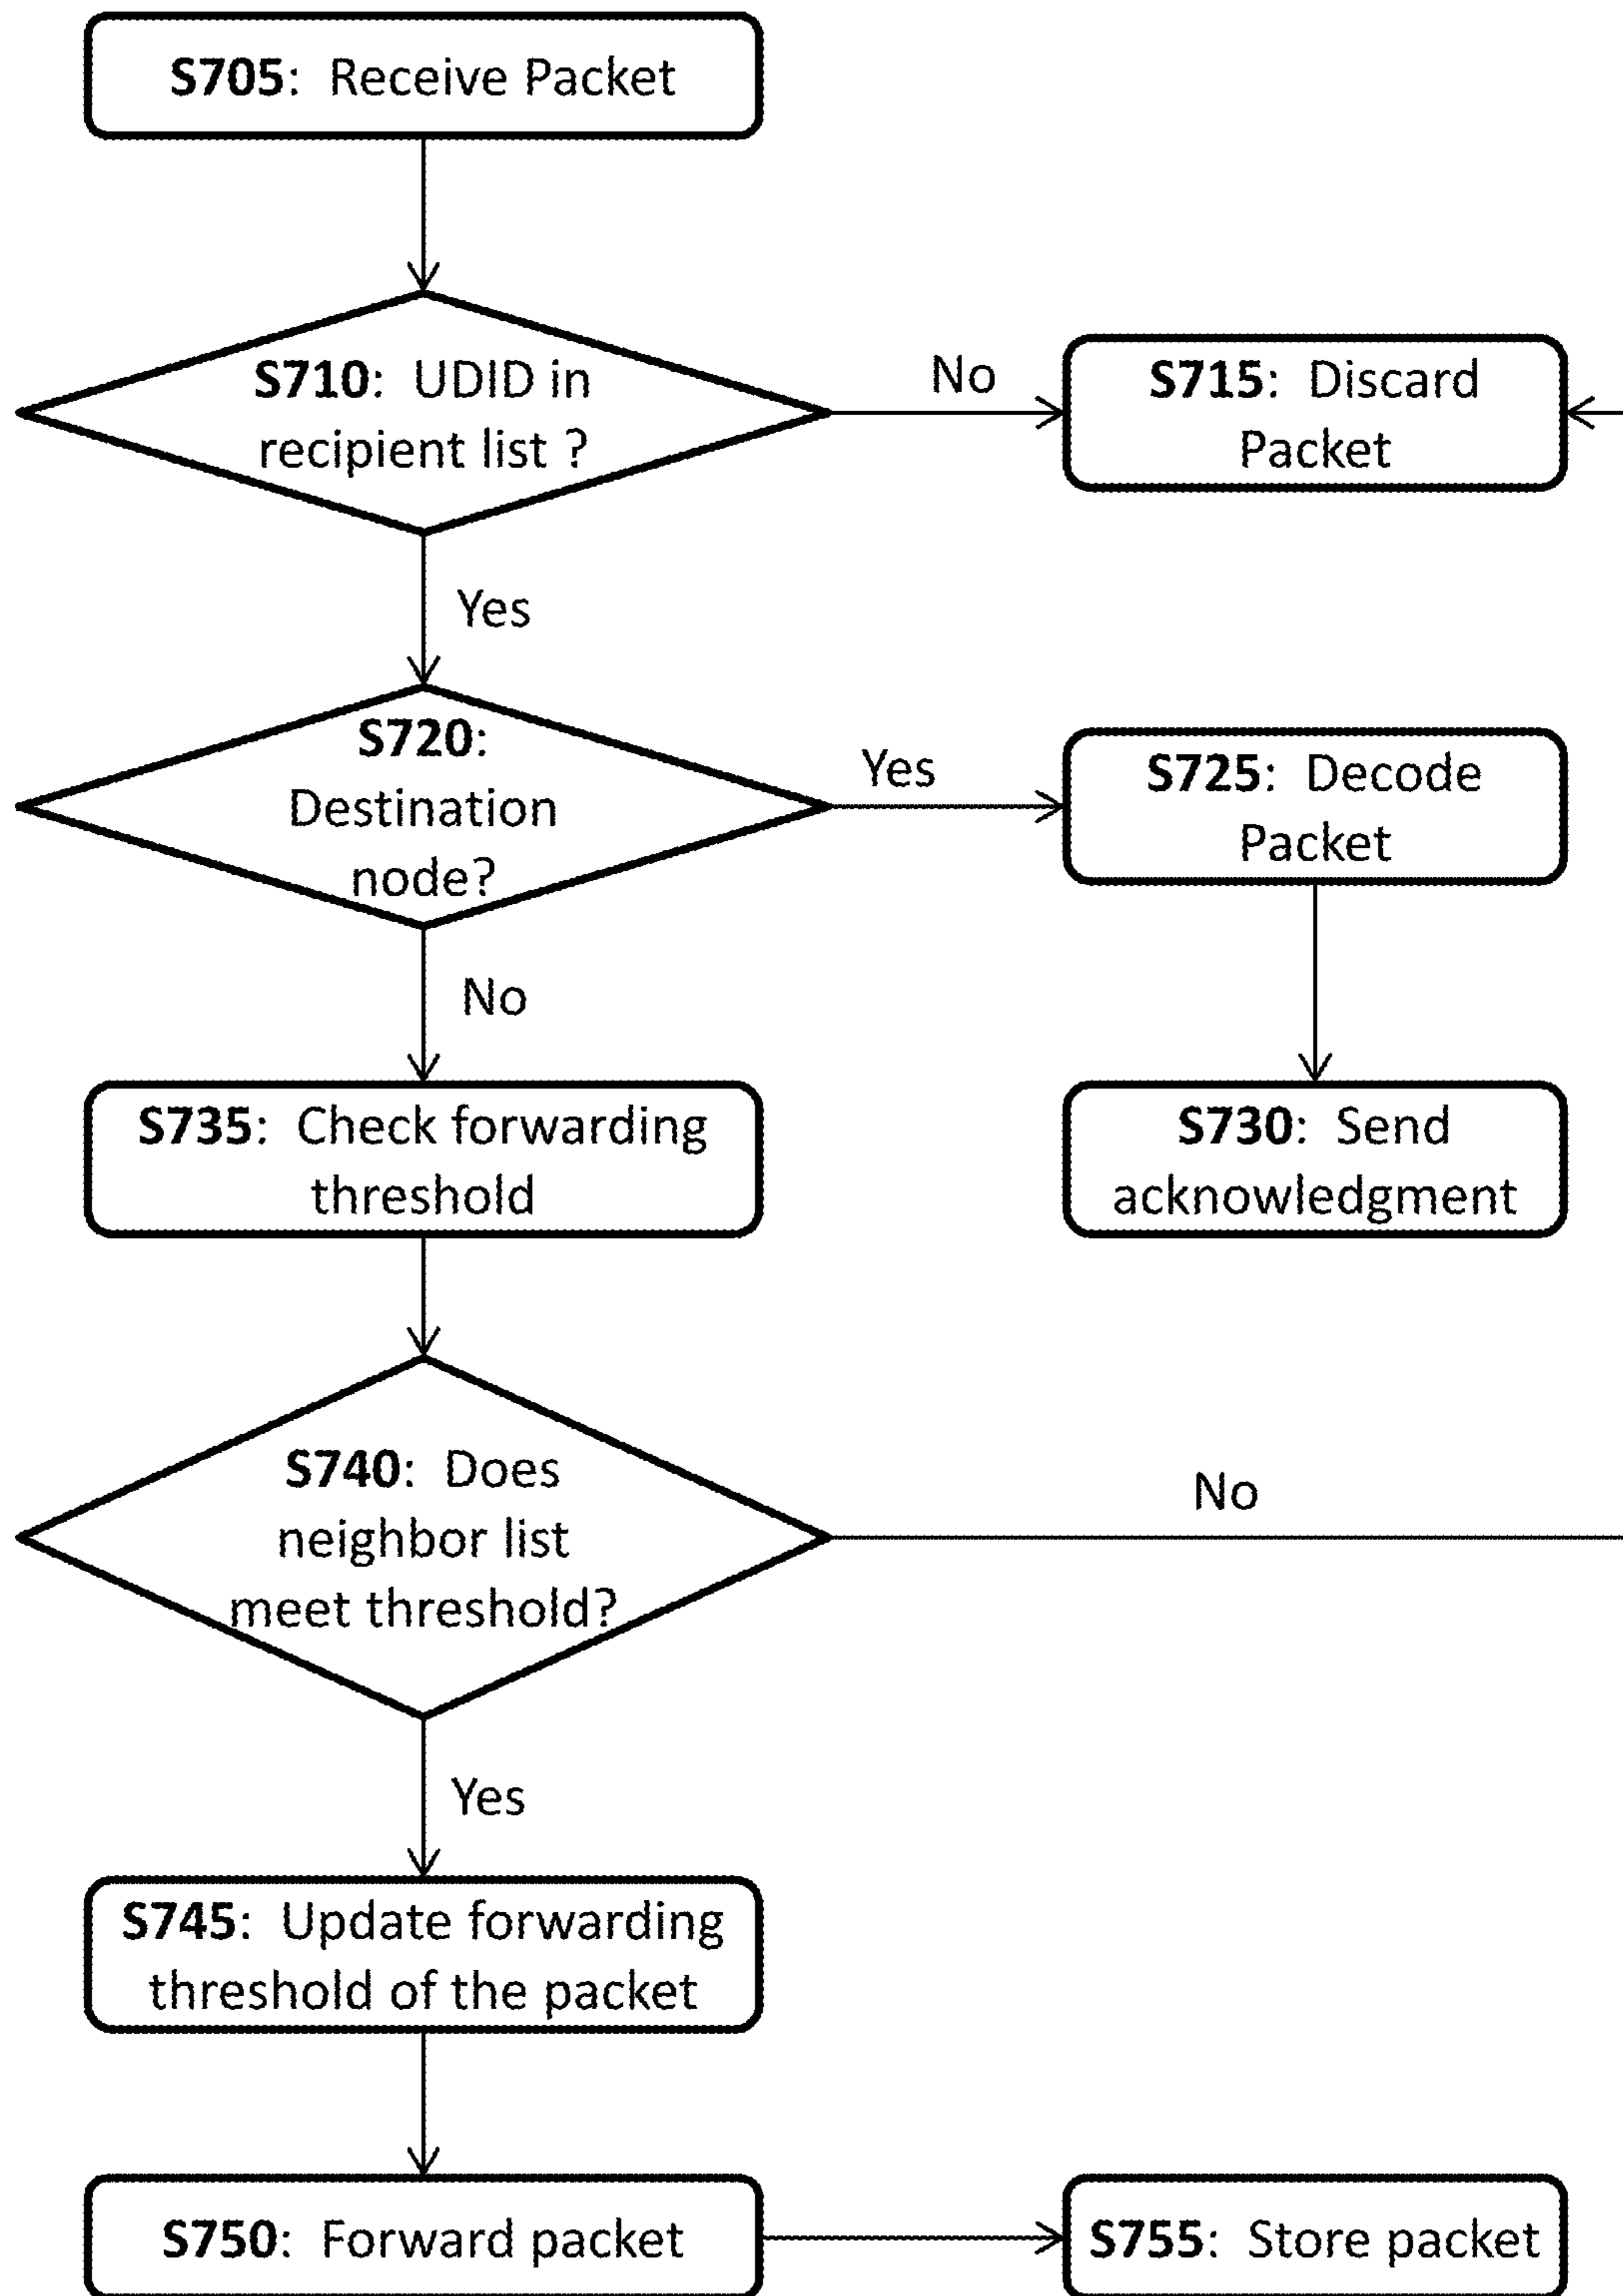 S705: Receive Packet
S710: UDID in
recipient list ?
No
S715: Discard
Packet
Yes
S720:
Destination
node?
Yes
S725: Decode
Packet
No
S735: Check forwarding
threshold
S730: Send
acknowledgment
S740: Does
neighbor list
meet threshold?
No
Yes
S745: Update forwarding
threshold of the packet
S750: Forward packet
S755: Store packet